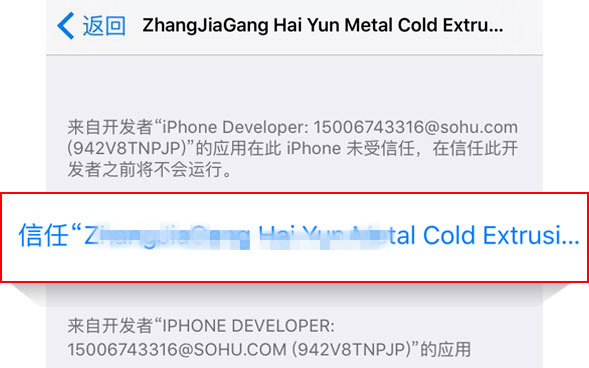 返回 ZhangJiaGang Hai Yun Metal Cold Extru...
来自开发者“iPhone Developer: 15006743316@sohu.com
(942V8TNPJP)”的应用在此 iPhone 未受信任，在信任此开
发者之前将不会运行。
信任“ZhangJiaGang Hai Yun Metal Cold Extrusi...
来自开发者“IPHONE DEVELOPER:
15006743316@SOHU.COM (942V8TNPJP)”的应用